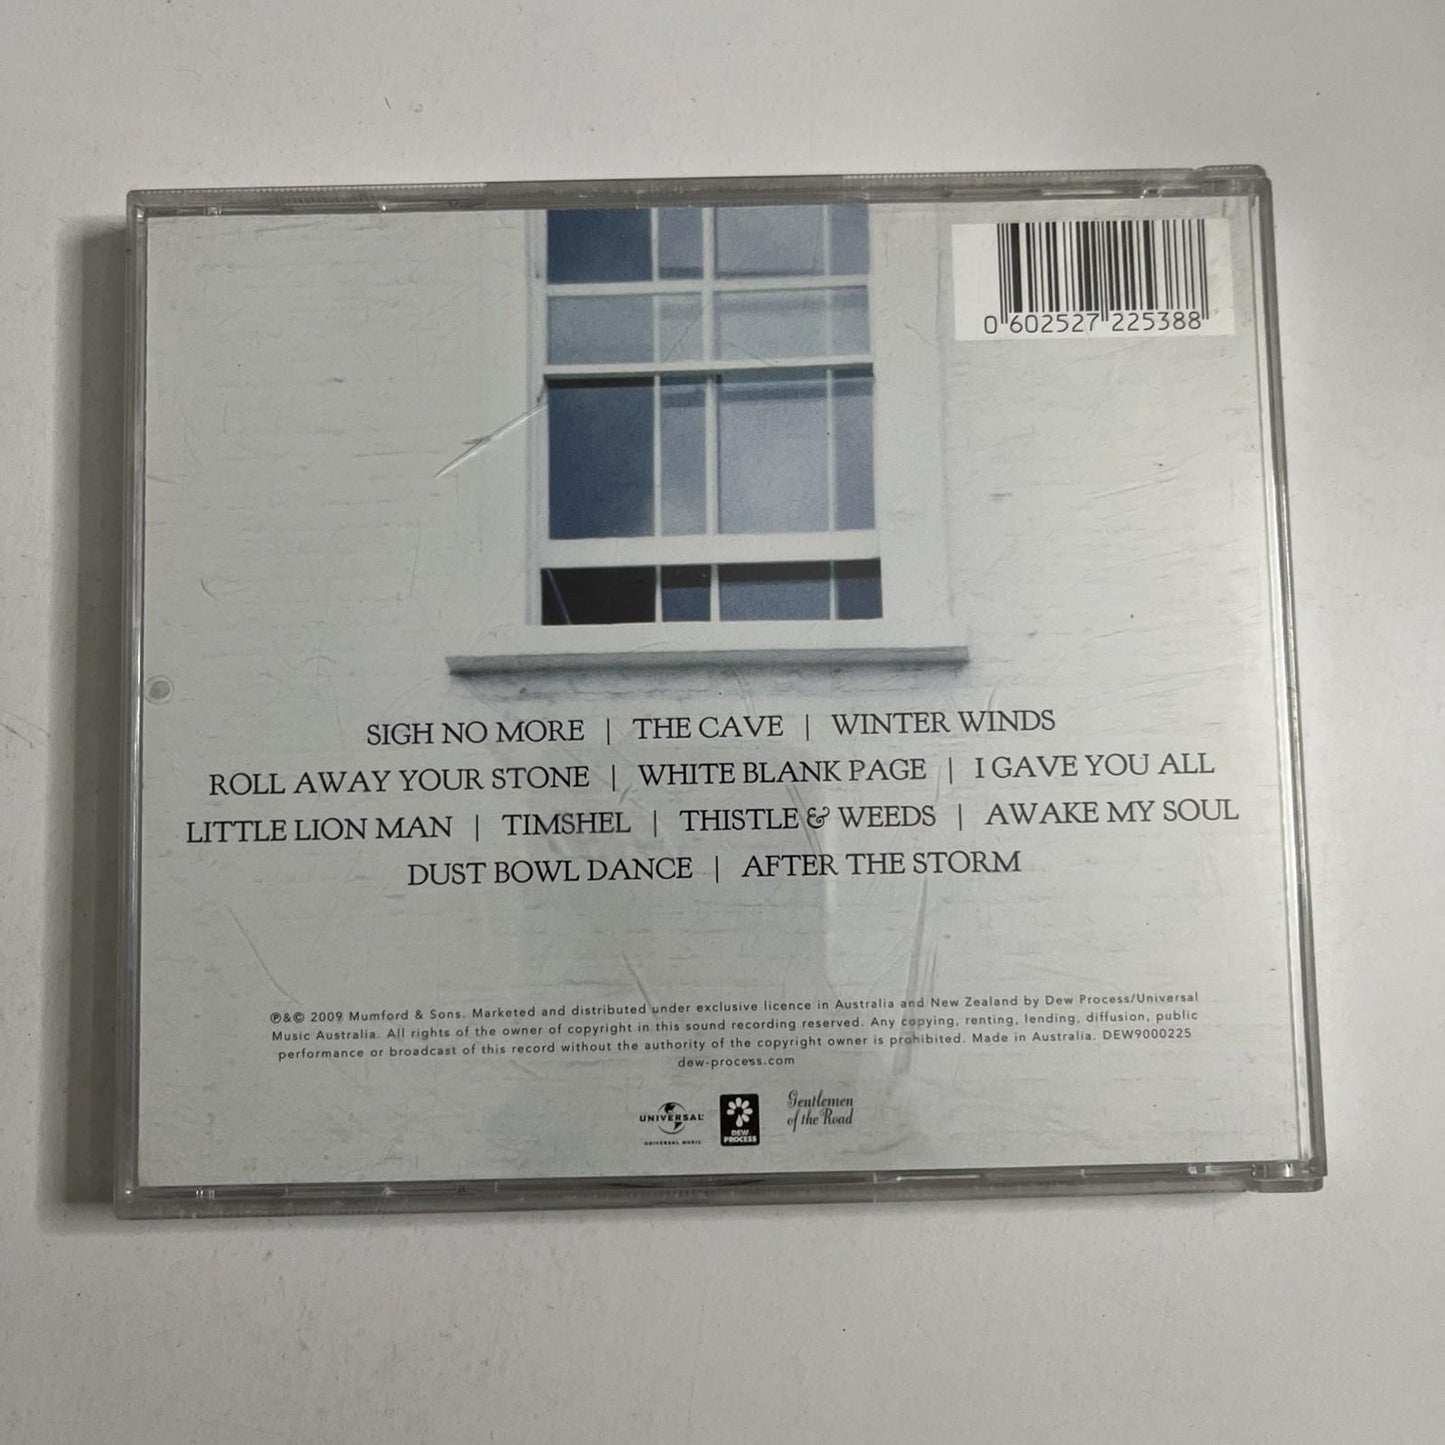 0 602527 225388
SIGH NO MORE | THE CAVE | WINTER WINDS
ROLL AWAY YOUR STONE | WHITE BLANK PAGE | I GAVE YOU ALL
LITTLE LION MAN | TIMSHEL | THISTLE & WEEDS | AWAKE MY SOUL
DUST BOWL DANCE | AFTER THE STORM
℗&© 2009 Mumford & Sons. Marketed and distributed under exclusive licence in Australia and New Zealand by Dew Process/Universal
Music Australia. All rights of the owner of copyright in this sound recording reserved. Any copying, renting, lending, diffusion, public
performance or broadcast of this record without the authority of the copyright owner is prohibited. Made in Australia. DEW9000225
dew-process.com
UNIVERSAL
UNIVERSAL MUSIC
DEW
PROCESS
Gentlemen
of the Road